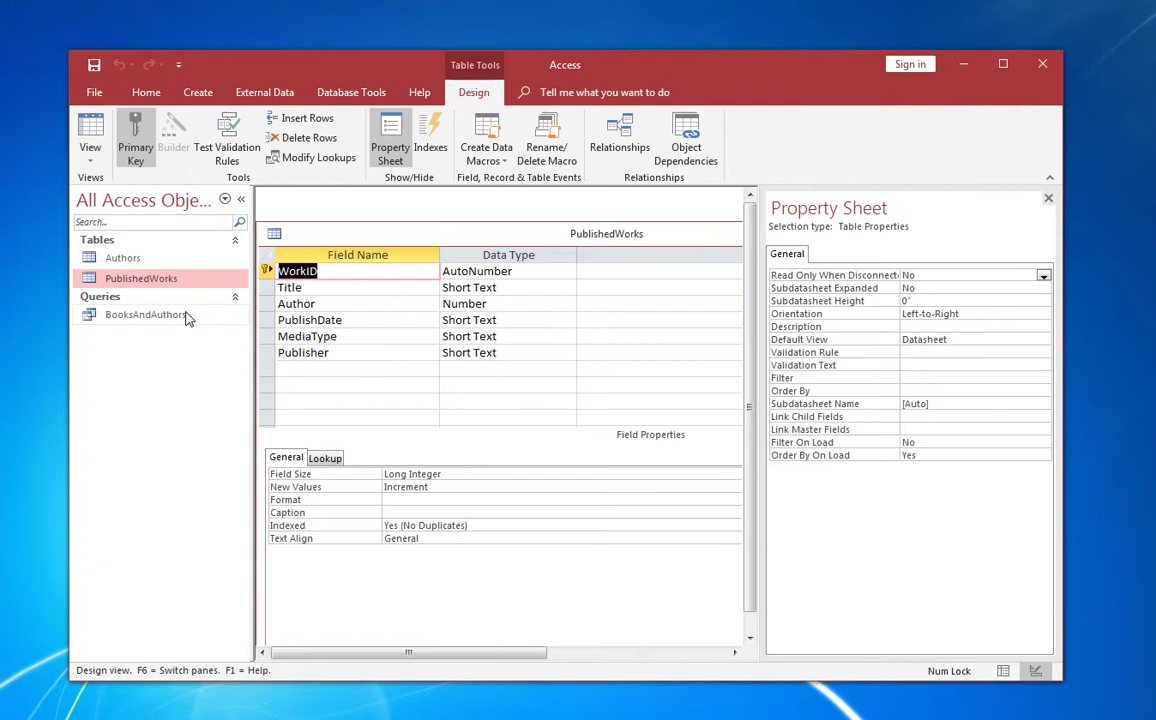 Table Tools
Access
Sign in
File
Home
Create
External Data
Database Tools
Help
Design
Tell me what you want to do
View
Primary Key
Builder
Test Validation Rules
Insert Rows
Delete Rows
Modify Lookups
Property Sheet
Indexes
Create Data Macros
Rename/ Delete Macro
Relationships
Object Dependencies
Views
Tools
Show/Hide
Field, Record & Table Events
Relationships
All Access Obje...
Search...
Tables
Authors
PublishedWorks
Queries
BooksAndAuthors
PublishedWorks
Field Name Data Type
WorkID AutoNumber
Title Short Text
Author Number
PublishDate Short Text
MediaType Short Text
Publisher Short Text
Field Properties
General Lookup
Field Size Long Integer
New Values Increment
Format
Caption
Indexed Yes (No Duplicates)
Text Align General
Property Sheet
Selection type: Table Properties
General
Read Only When Disconnecte No
Subdatasheet Expanded No
Subdatasheet Height 0"
Orientation Left-to-Right
Description
Default View Datasheet
Validation Rule
Validation Text
Filter
Order By
Subdatasheet Name [Auto]
Link Child Fields
Link Master Fields
Filter On Load No
Order By On Load Yes
Design view. F6 = Switch panes. F1 = Help.
Num Lock